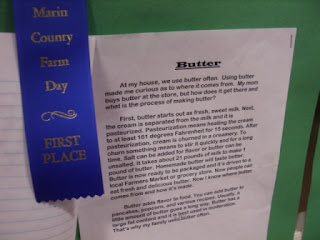 Marin
County
Farm
Day
FIRST
PLACE
Butter
At my house, we use butter often. Using butter
made me curious as to where it comes from. My mom
buys butter at the store, but how does it get there and
what is the process of making butter?
First, butter starts out as fresh, sweet milk. Next,
the cream is separated from the milk and it is
pasteurized. Pasteurization means heating the cream
to at least 101 degrees Fahrenheit for 15 seconds. After
pasteurization, cream is churned in a creamery. To
churn something means to stir it quickly and for a long
time. Salt can be added for flavor or butter can be
unsalted. It takes about 21 pounds of milk to make 1
pound of butter. Homemade butter will taste better.
Butter is now ready to be packaged and it's driven to a
local Farmers Market or grocery store. Now people can
eat fresh and delicious butter. Now I know where butter
comes from and how it's made.
Butter adds flavor to food. You can add butter to
pancakes, popcorn, and various recipes. Usually, a
little amount of butter goes a long way. Butter has a
large fat content and it is best used in moderation.
That's why my family uses butter often.